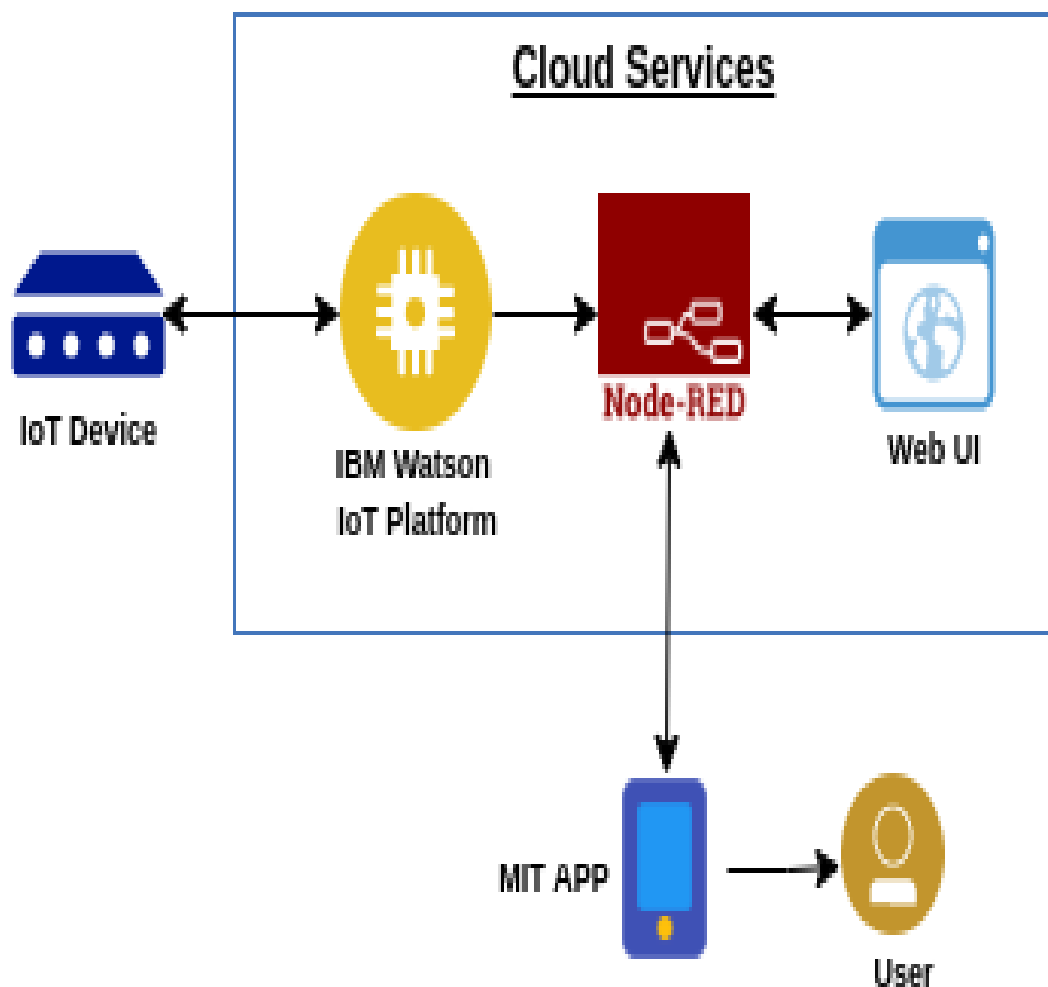 Cloud Services
IoT Device
IBM Watson
IoT Platform
Node-RED
Web UI
MIT APP
User